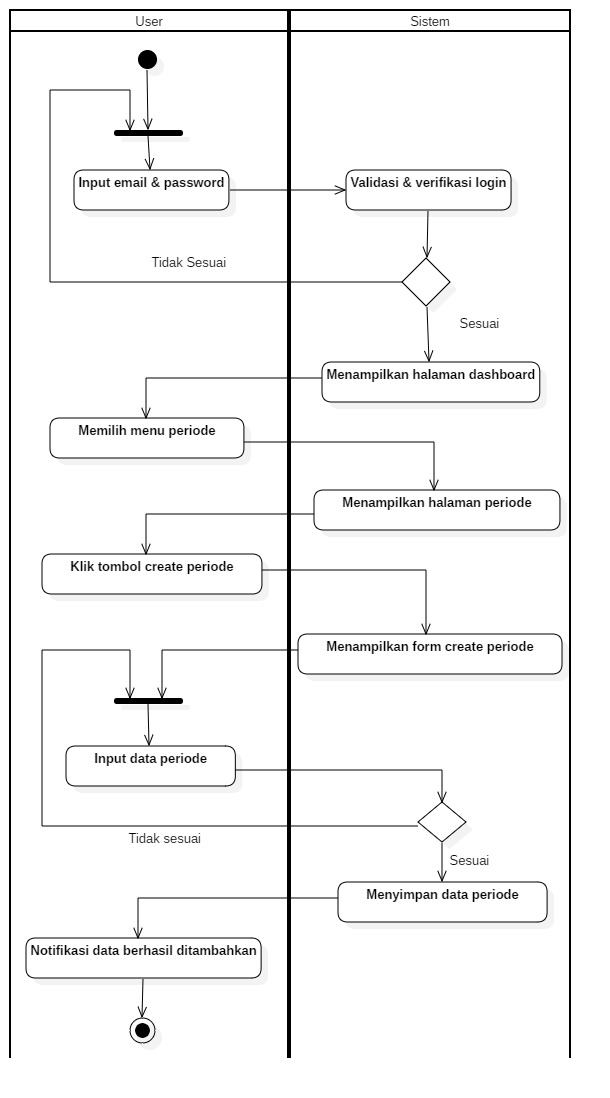 User
Sistem
Input email & password
Validasi & verifikasi login
Tidak Sesuai
Sesuai
Menampilkan halaman dashboard
Memilih menu periode
Menampilkan halaman periode
Klik tombol create periode
Menampilkan form create periode
Input data periode
Tidak sesuai
Sesuai
Menyimpan data periode
Notifikasi data berhasil ditambahkan